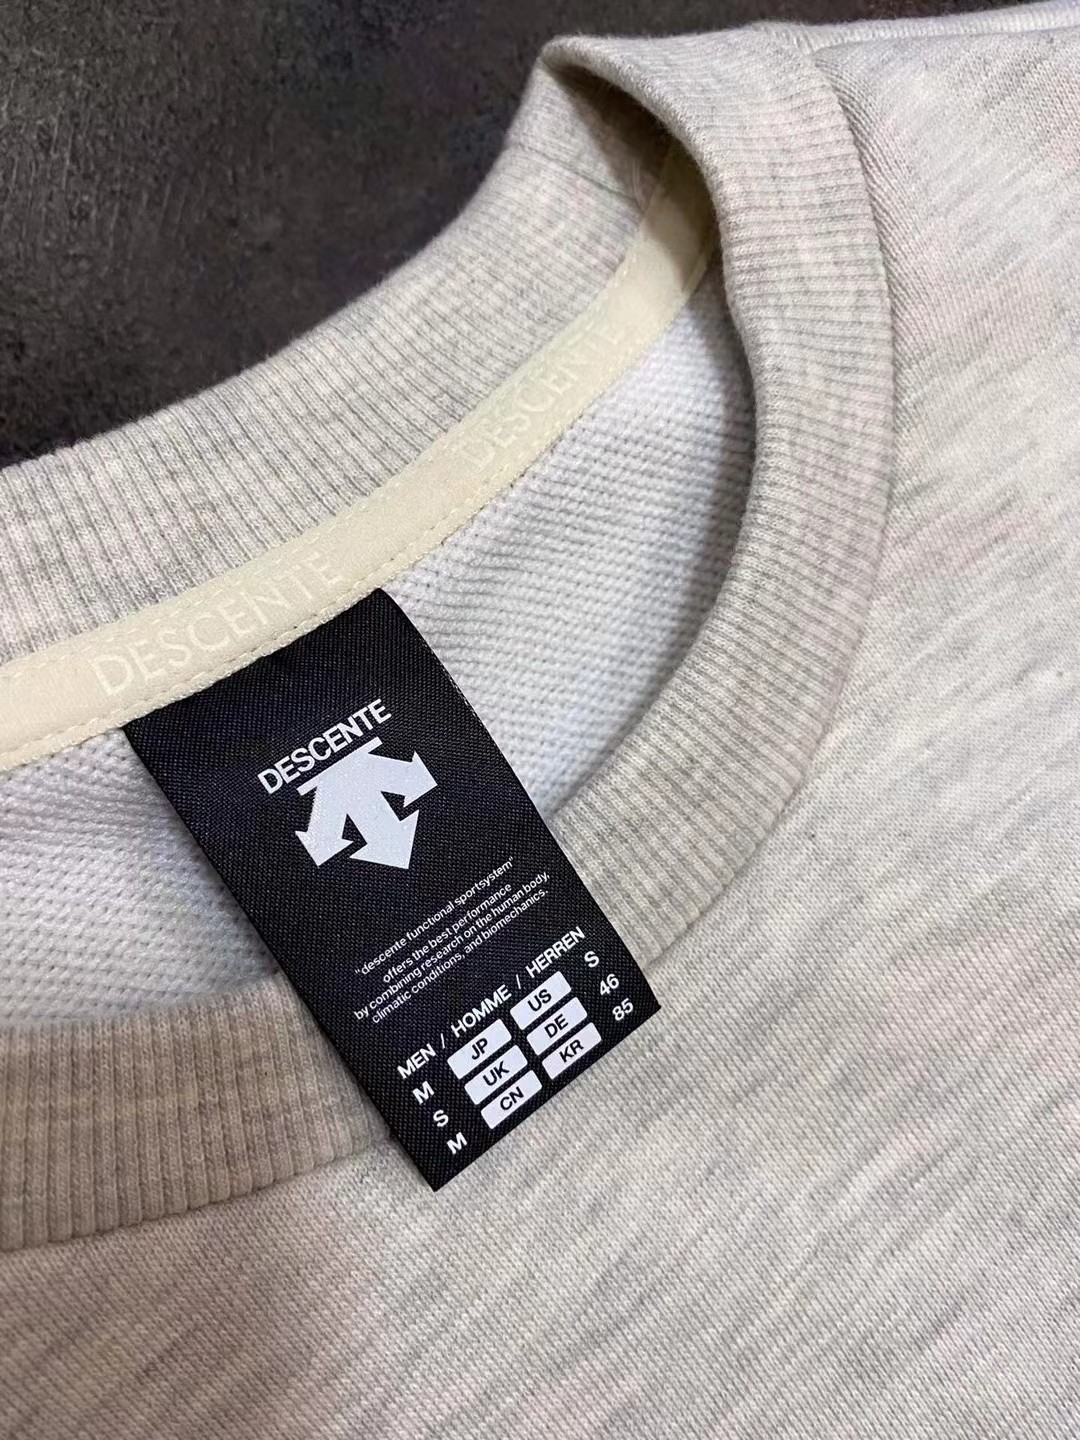 DESCENTE
DESCENTE
DESCENTE
"descente functional sportsystem"
offers the best performance
by combining research on the human body,
climatic conditions, and biomechanics.
MEN / HOMME / HERREN
M JP US S
S UK DE 46
M CN KR 85